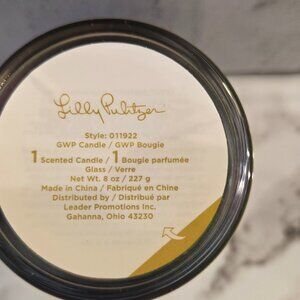 Lilly Pulitzer
Style: 011922
GWP Candle / GWP Bougie
1 Scented Candle / 1 Bougie parfumée
Glass / Verre
Net Wt. 8 oz / 227 g
Made in China / Fabriqué en Chine
Distributed by / Distribué par
Leader Promotions Inc.
Gahanna, Ohio 43230